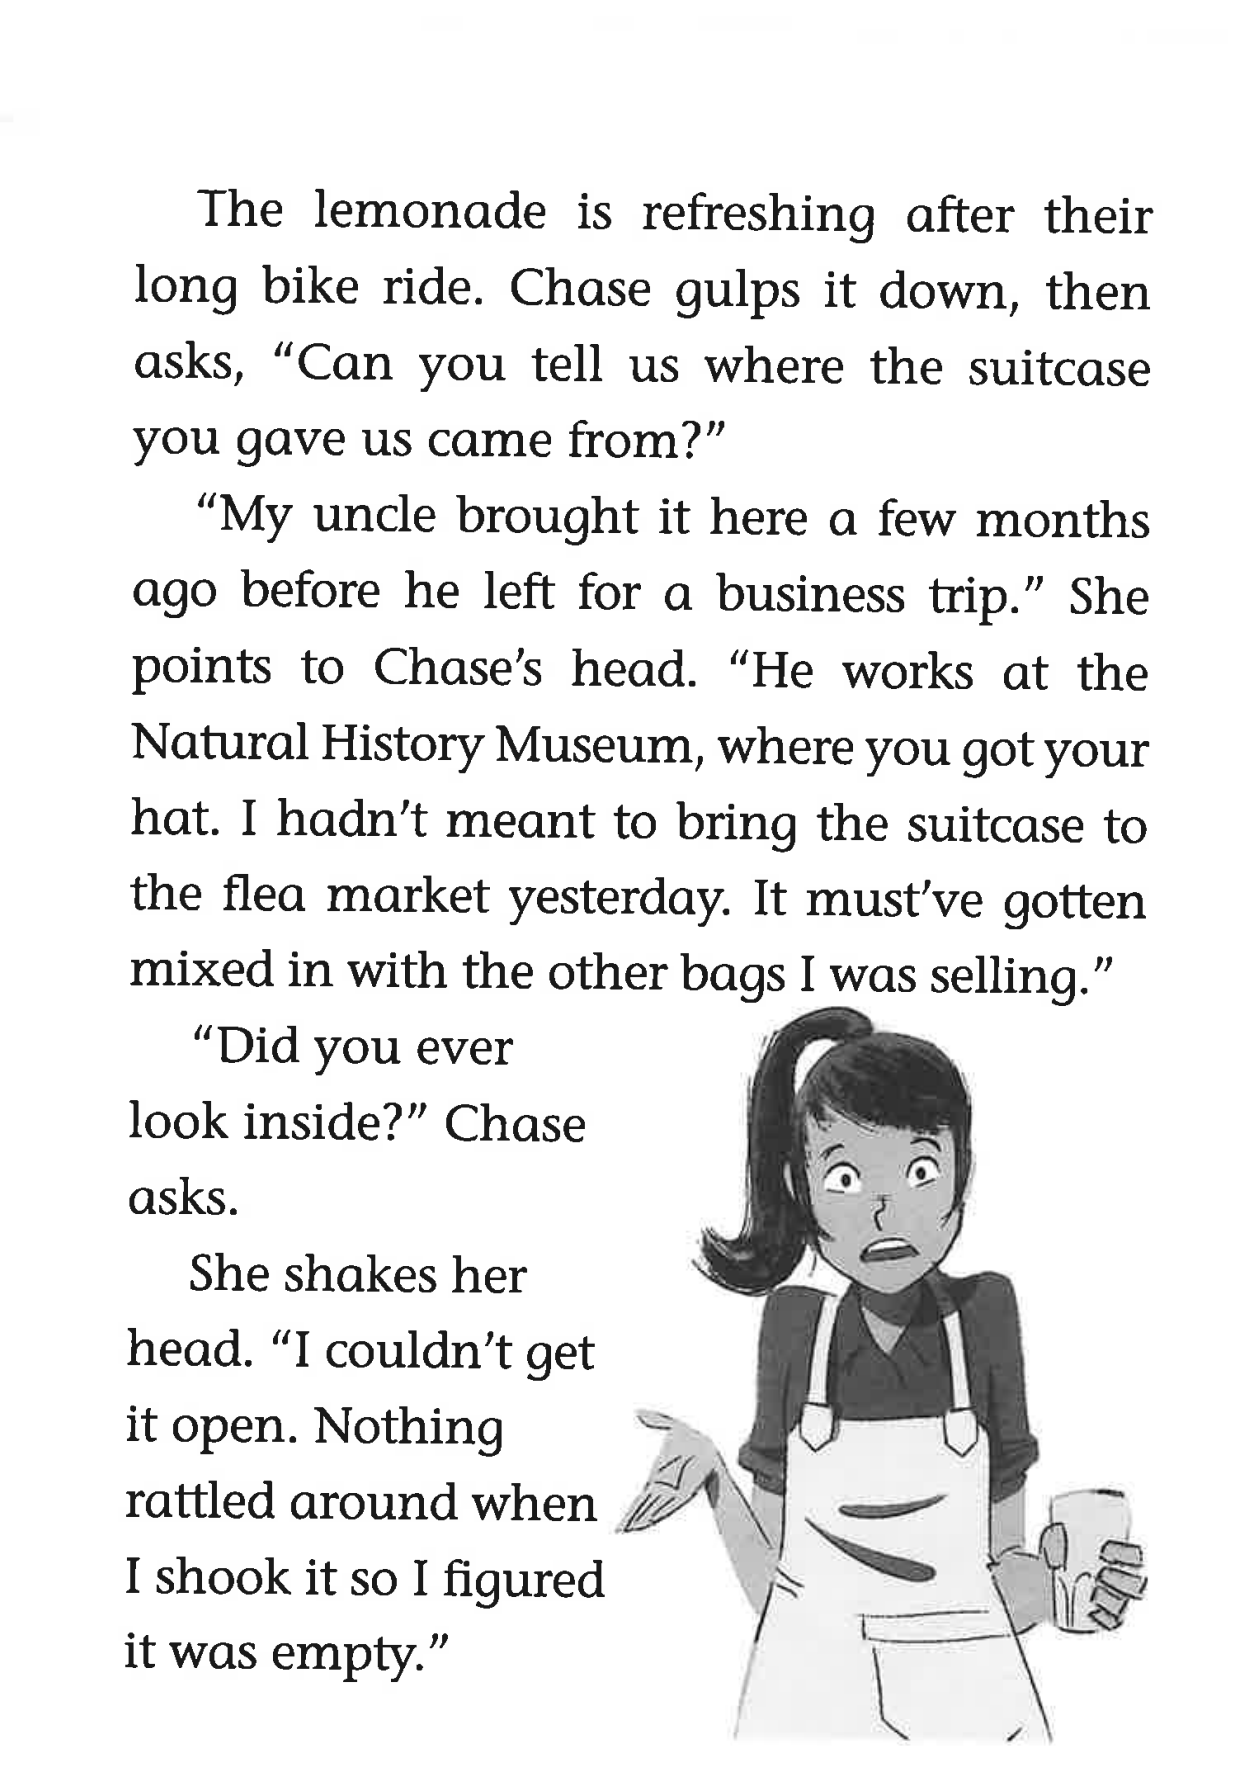 The lemonade is refreshing after their
long bike ride. Chase gulps it down, then
asks, “Can you tell us where the suitcase
you gave us came from?”
“My uncle brought it here a few months
ago before he left for a business trip.” She
points to Chase’s head. “He works at the
Natural History Museum, where you got your
hat. I hadn’t meant to bring the suitcase to
the flea market yesterday. It must’ve gotten
mixed in with the other bags I was selling.”
“Did you ever
look inside?” Chase
asks.
She shakes her
head. “I couldn’t get
it open. Nothing
rattled around when
I shook it so I figured
it was empty.”